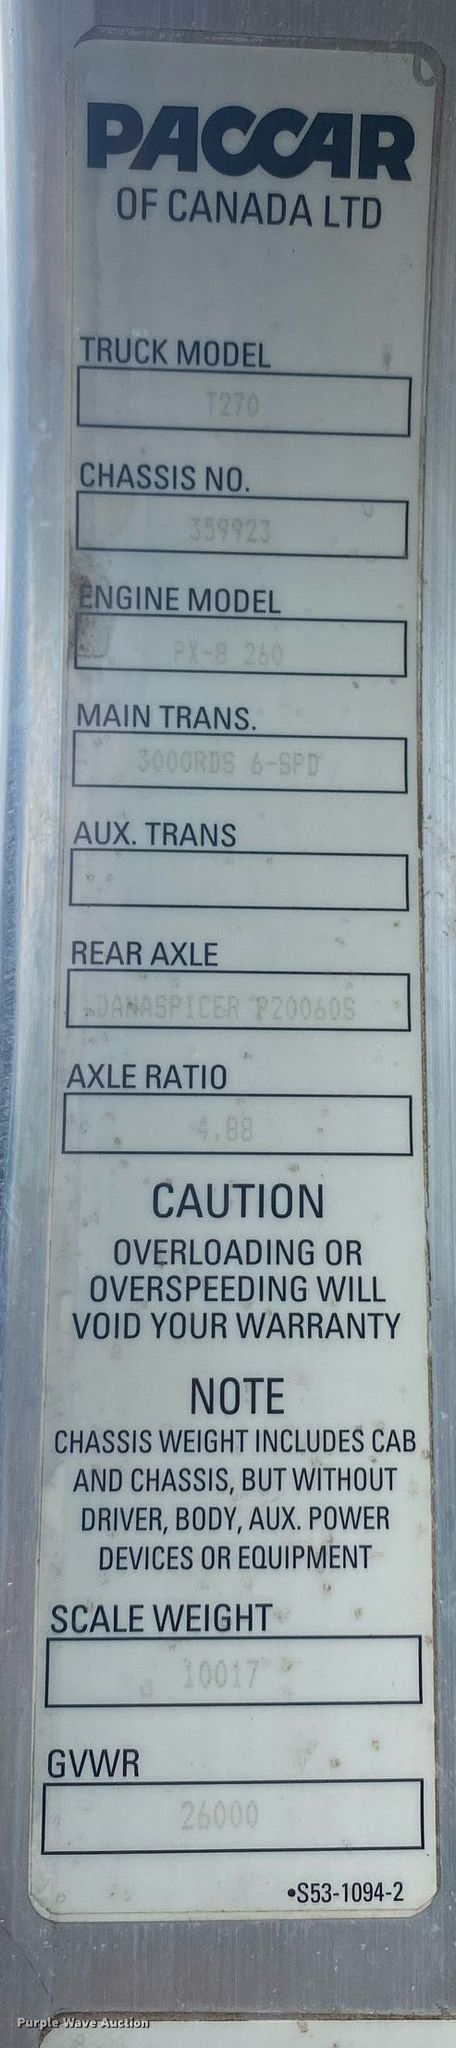 PACCAR
OF CANADA LTD
TRUCK MODEL
T270
CHASSIS NO.
359923
ENGINE MODEL
PX-8 260
MAIN TRANS.
3000RDS 6-SPD
AUX. TRANS
REAR AXLE
DANASPICER P20060S
AXLE RATIO
4.88
CAUTION
OVERLOADING OR
OVERSPEEDING WILL
VOID YOUR WARRANTY
NOTE
CHASSIS WEIGHT INCLUDES CAB
AND CHASSIS, BUT WITHOUT
DRIVER, BODY, AUX. POWER
DEVICES OR EQUIPMENT
SCALE WEIGHT
10017
GVWR
26000
•S53-1094-2
Purple Wave Auction